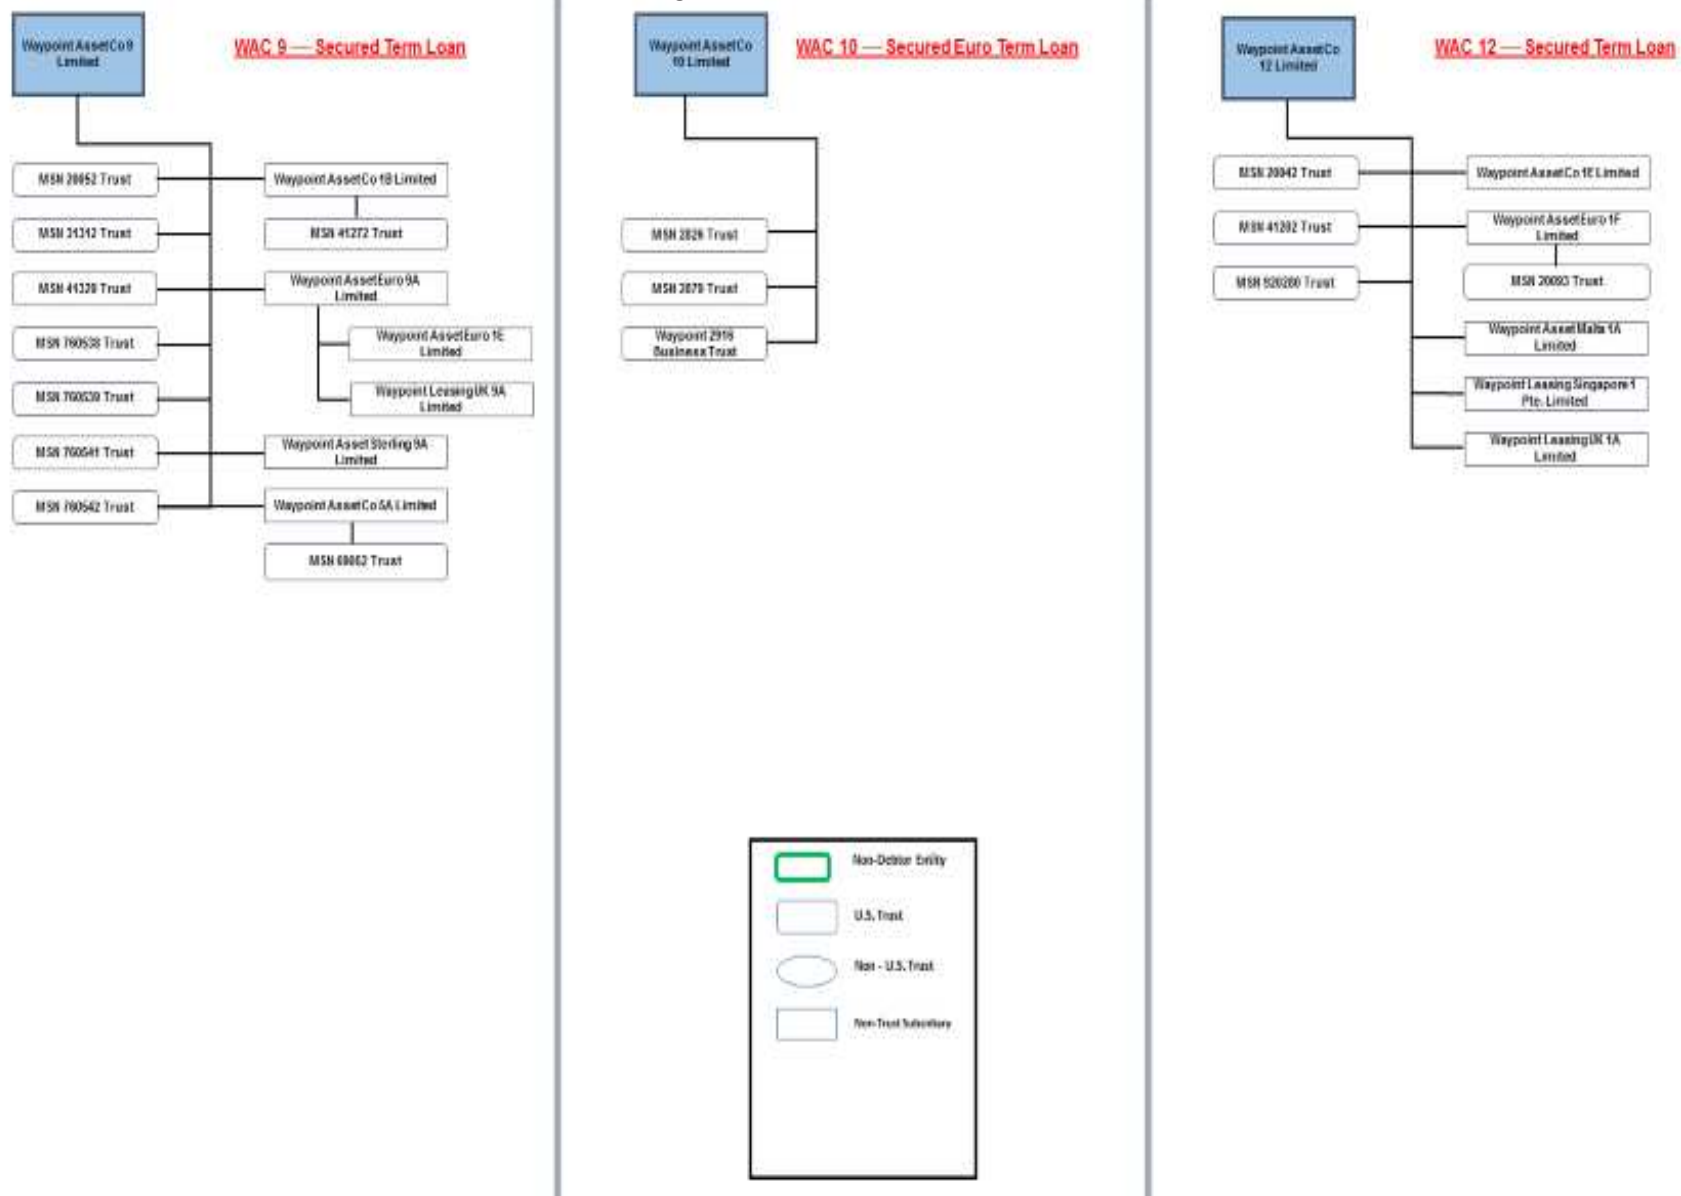 Waypoint AssetCo 9
Limited
WAC 9 — Secured Term Loan
MSN 20052 Trust
MSN 31312 Trust
MSN 41329 Trust
MSN 760538 Trust
MSN 760539 Trust
MSN 760541 Trust
MSN 760542 Trust
Waypoint AssetCo 1B Limited
MSN 41272 Trust
Waypoint AssetEuro 9A
Limited
Waypoint AssetEuro 1E
Limited
Waypoint Leasing UK 9A
Limited
Waypoint Asset Sterling 9A
Limited
Waypoint AssetCo 5A Limited
MSN Trust
Waypoint AssetCo
10 Limited
WAC 10 — Secured Euro Term Loan
MSN 2826 Trust
MSN 2879 Trust
Waypoint 2916
Business Trust
Non-Debtor Entity
U.S. Trust
Non - U.S. Trust
Non-Trust Subsidiary
Waypoint AssetCo
12 Limited
WAC 12 — Secured Term Loan
MSN 20042 Trust
MSN 41202 Trust
MSN 920280 Trust
Waypoint AssetCo 1E Limited
Waypoint AssetEuro 1F
Limited
MSN 20093 Trust
Waypoint Asset Malta 1A
Limited
Waypoint Leasing Singapore 1
Pte. Limited
Waypoint Leasing UK 1A
Limited